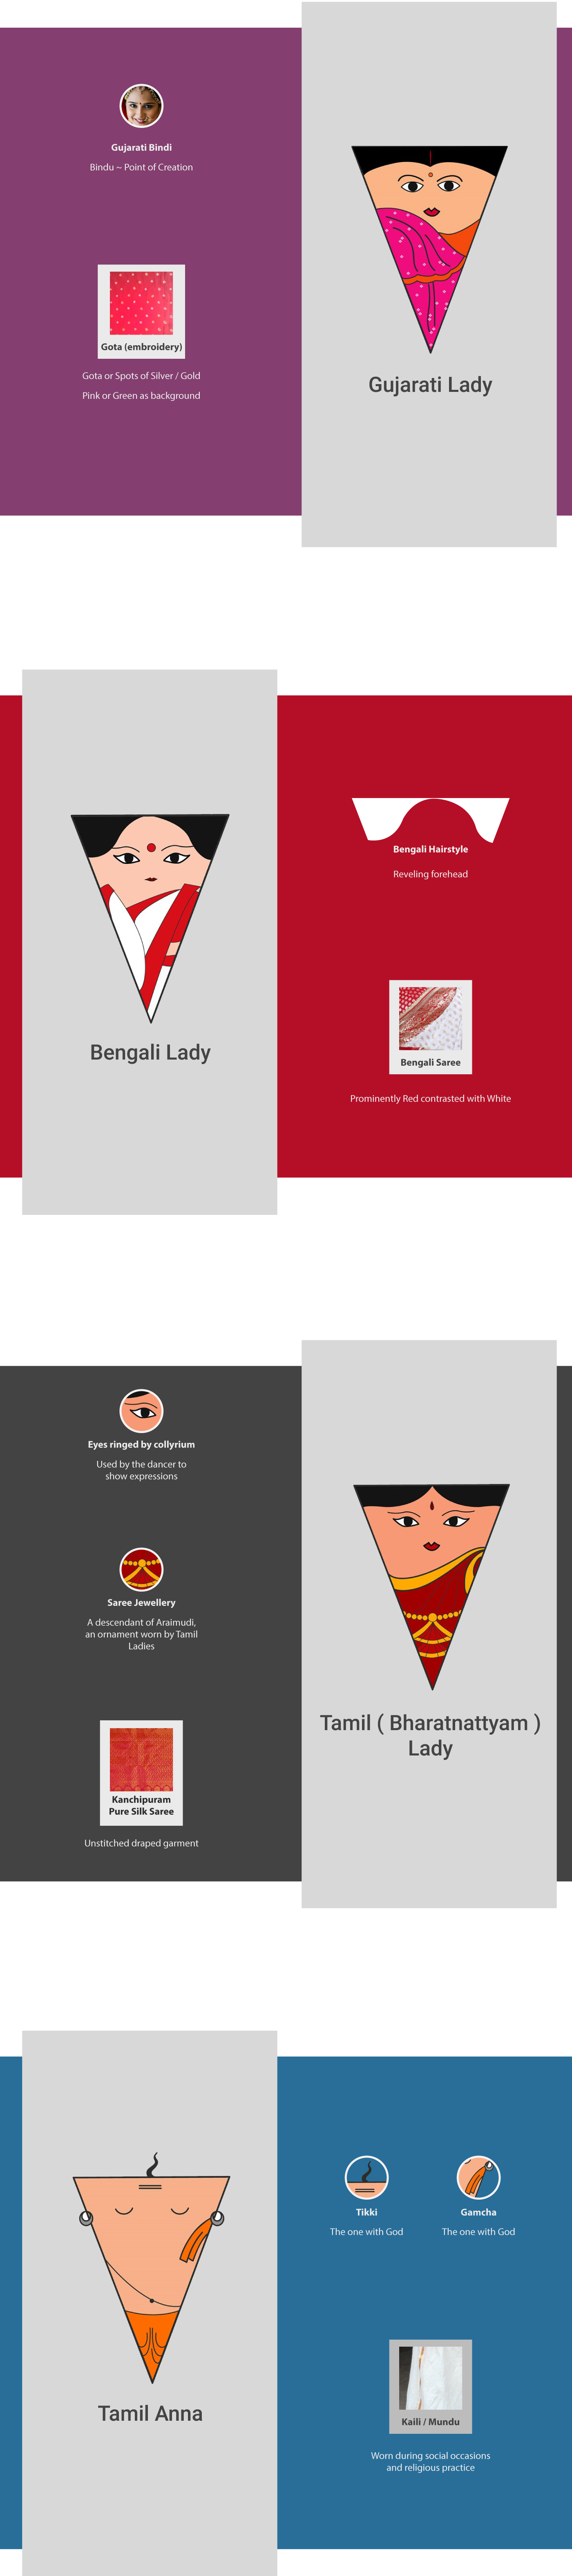 Gujarati Bindi
Bindu ~ Point of Creation
Gota (embroidery)
Gota or Spots of Silver / Gold
Pink or Green as background
Gujarati Lady
Bengali Lady
Bengali Hairstyle
Reveling forehead
Bengali Saree
Prominently Red contrasted with White
Eyes ringed by collyrium
Used by the dancer to
show expressions
Saree Jewellery
A descendant of Araimudi,
an ornament worn by Tamil
Ladies
Kanchipuram
Pure Silk Saree
Unstitched draped garment
Tamil ( Bharatnattyam )
Lady
Tamil Anna
Tikki
The one with God
Gamcha
The one with God
Kaili / Mundu
Worn during social occasions
and religious practice